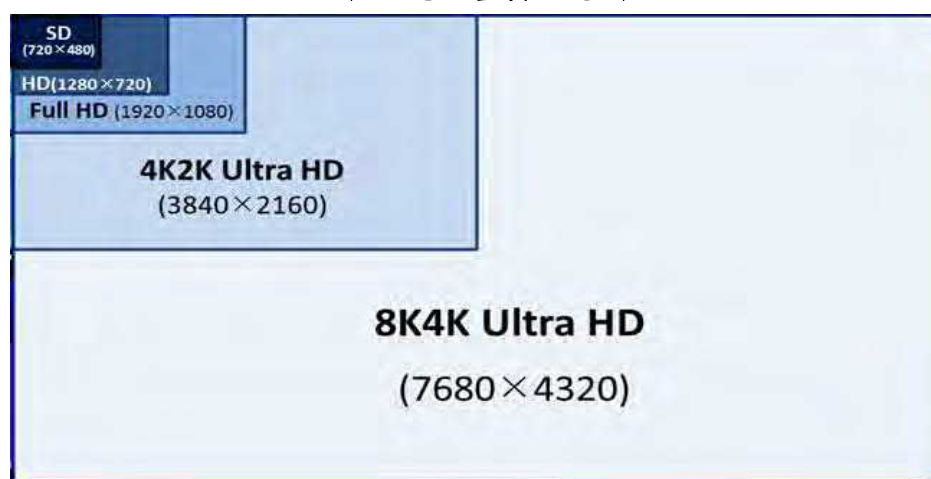 SD
(720×480)
HD(1280×720)
Full HD (1920×1080)
4K2K Ultra HD
(3840×2160)
8K4K Ultra HD
(7680×4320)